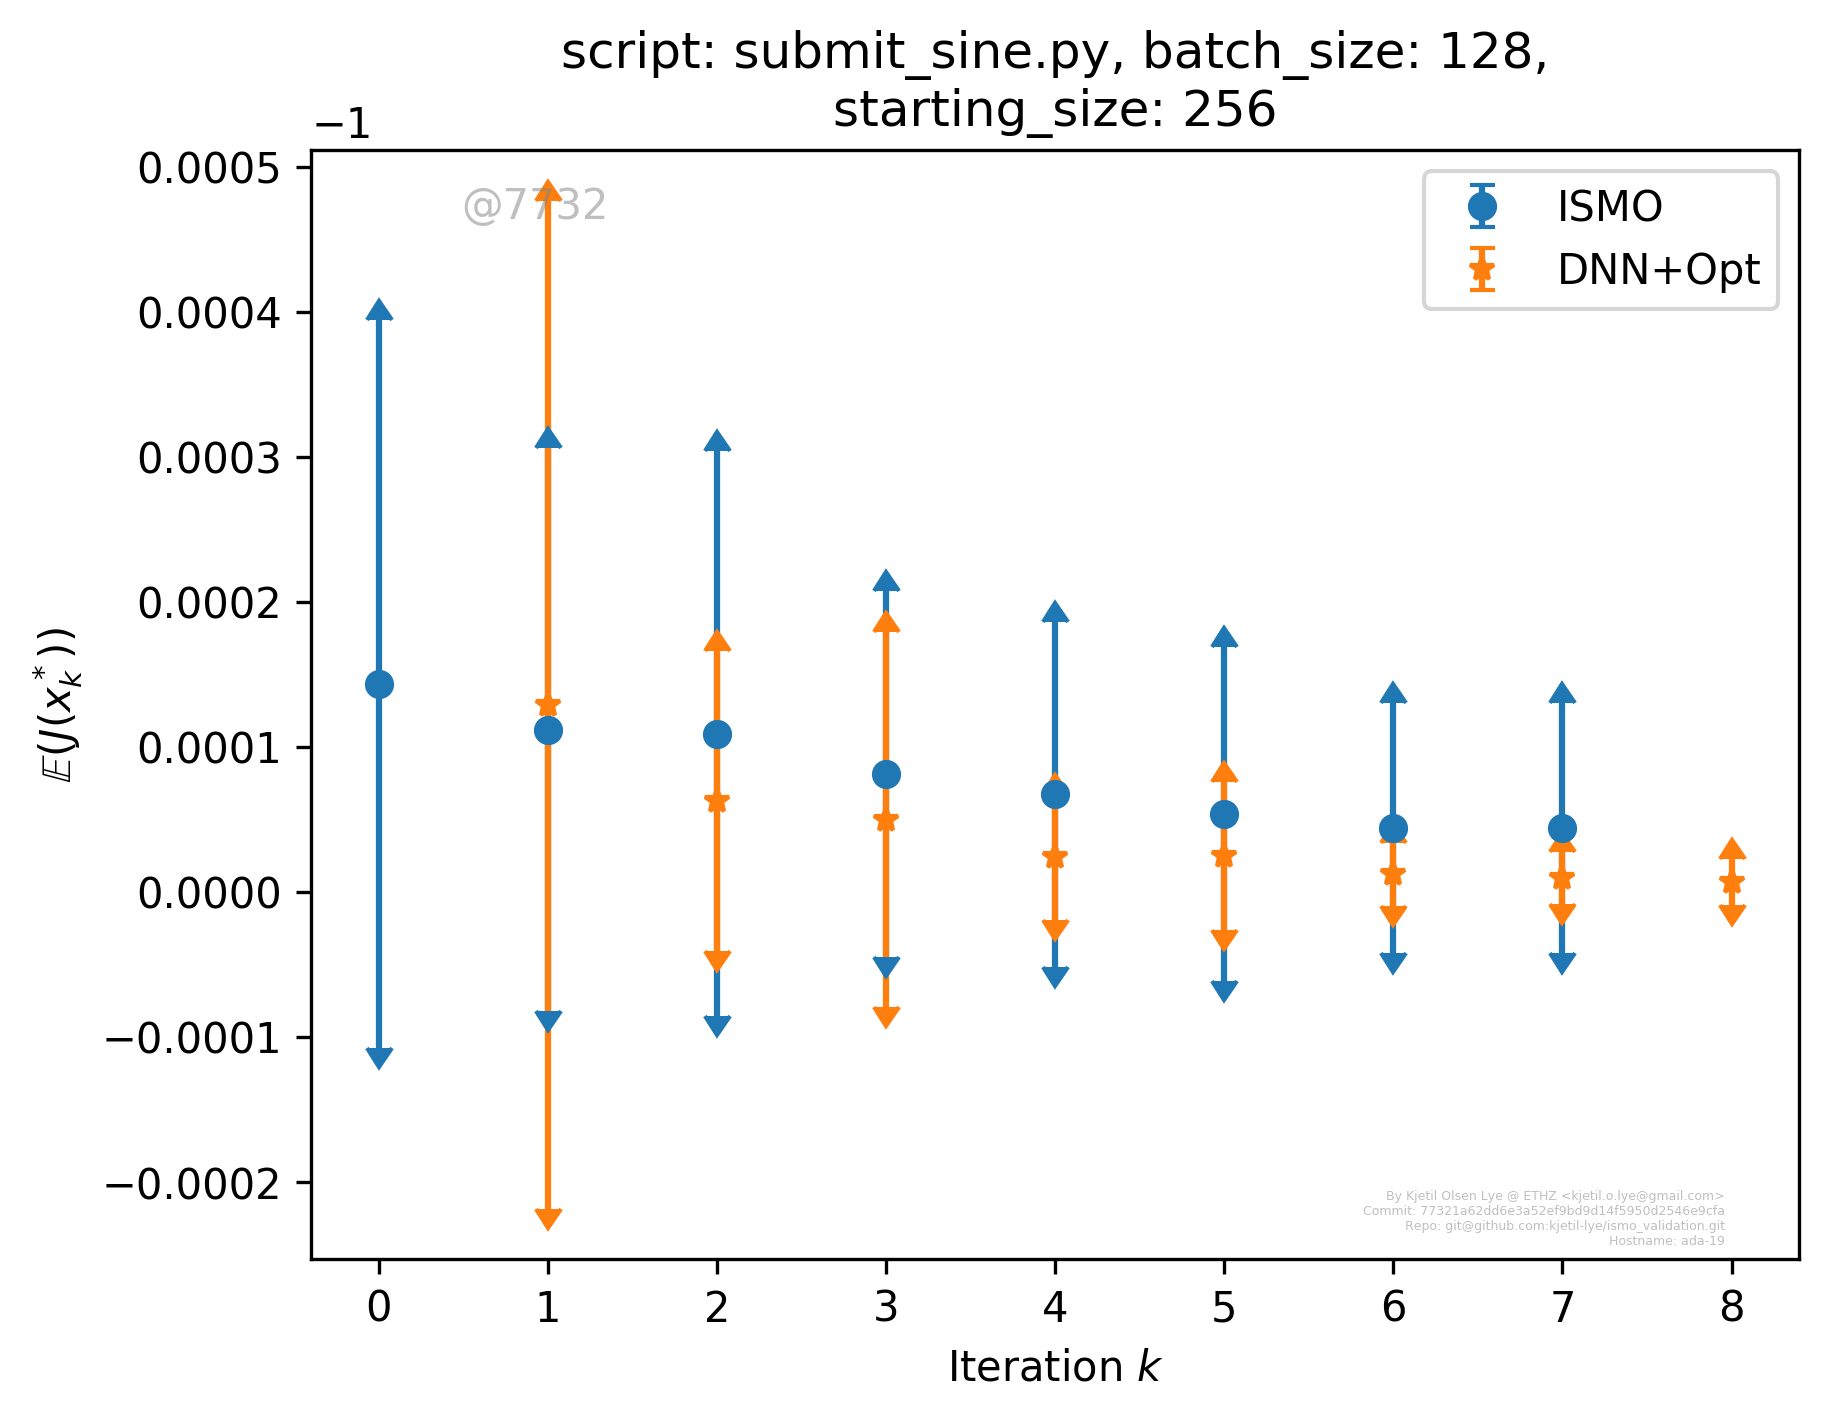 script: submit_sine.py, batch_size: 128,
starting_size: 256
−1
0.0005
0.0004
0.0003
0.0002
0.0001
0.0000
−0.0001
−0.0002
𝔼(J(x*k))
@7732
ISMO
DNN+Opt
By Kjetil Olsen Lye @ ETHZ <kjetil.o.lye@gmail.com>
Commit: 77321a62dd6e3a52ef9bd9d14f5950d2546e9cfa
Repo: git@github.com:kjetil-lye/ismo_validation.git
Hostname: ada-19
0 1 2 3 4 5 6 7 8
Iteration k